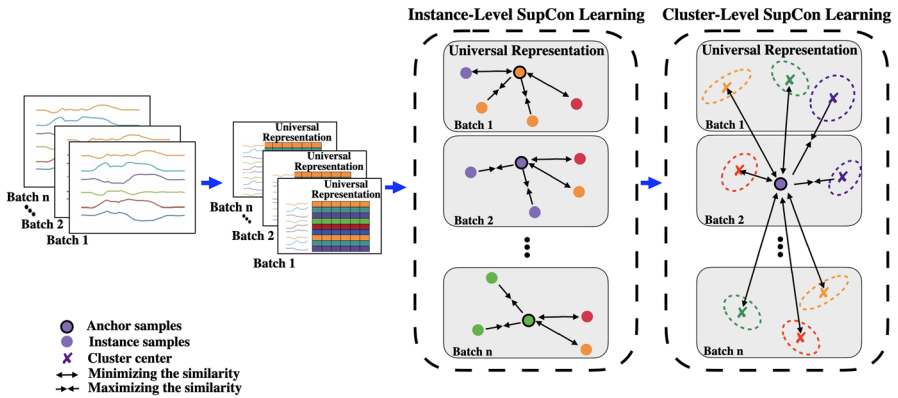 Instance-Level SupCon Learning
Cluster-Level SupCon Learning
Batch n
Batch 2
Batch 1
Universal
Representation
Universal
Representation
Universal
Representation
Batch n
Batch 2
Batch 1
Universal Representation
Batch 1
Batch 2
Batch n
Universal Representation
Batch 1
Batch 2
Batch n
Anchor samples
Instance samples
Cluster center
Minimizing the similarity
Maximizing the similarity